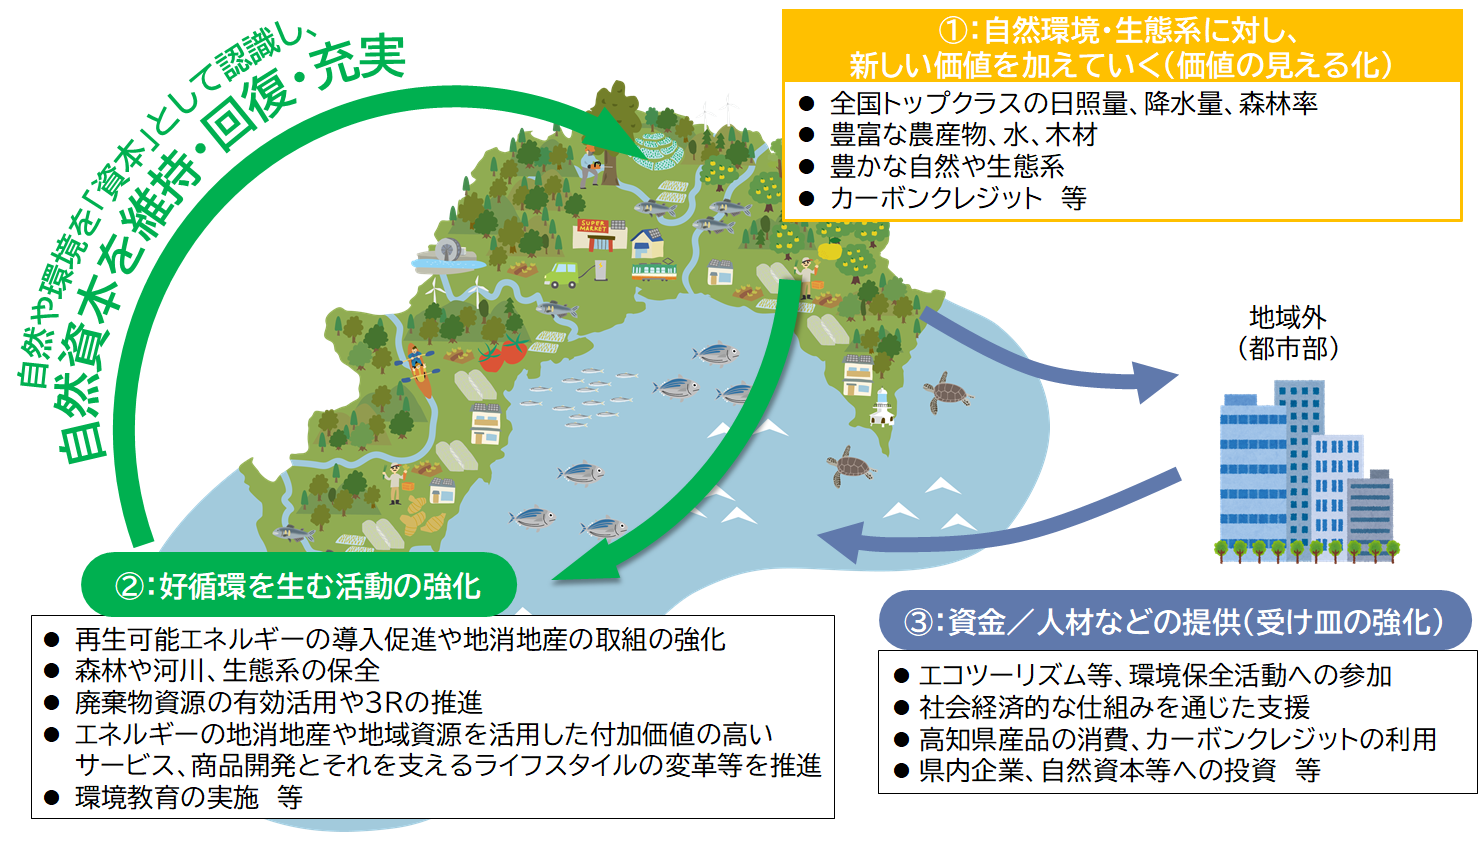 自然や環境を「資本」として認識し、
自然資本を維持・回復・充実
①：自然環境・生態系に対し、
新しい価値を加えていく（価値の見える化）
● 全国トップクラスの日照量、降水量、森林率
● 豊富な農産物、水、木材
● 豊かな自然や生態系
● カーボンクレジット　等
SUPER
MARKET
地域外
（都市部）
②：好循環を生む活動の強化
● 再生可能エネルギーの導入促進や地消地産の取組の強化
● 森林や河川、生態系の保全
● 廃棄物資源の有効活用や３Ｒの推進
● エネルギーの地消地産や地域資源を活用した付加価値の高い
サービス、商品開発とそれを支えるライフスタイルの変革等を推進
● 環境教育の実施　等
③：資金／人材などの提供（受け皿の強化）
● エコツーリズム等、環境保全活動への参加
● 社会経済的な仕組みを通じた支援
● 高知県産品の消費、カーボンクレジットの利用
● 県内企業、自然資本等への投資　等